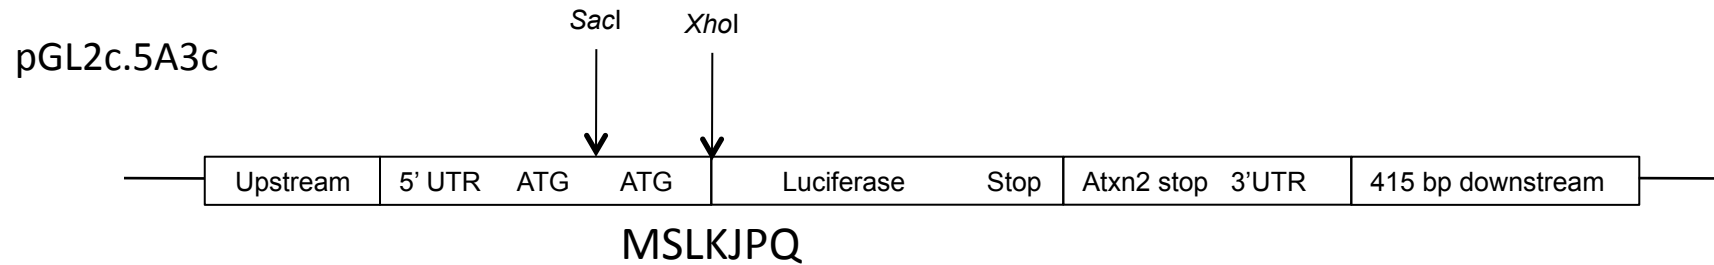 SacI XhoI
pGL2c.5A3c
Upstream 5’ UTR ATG ATG Luciferase Stop Atxn2 stop 3’UTR 415 bp downstream
MSLKJPQ